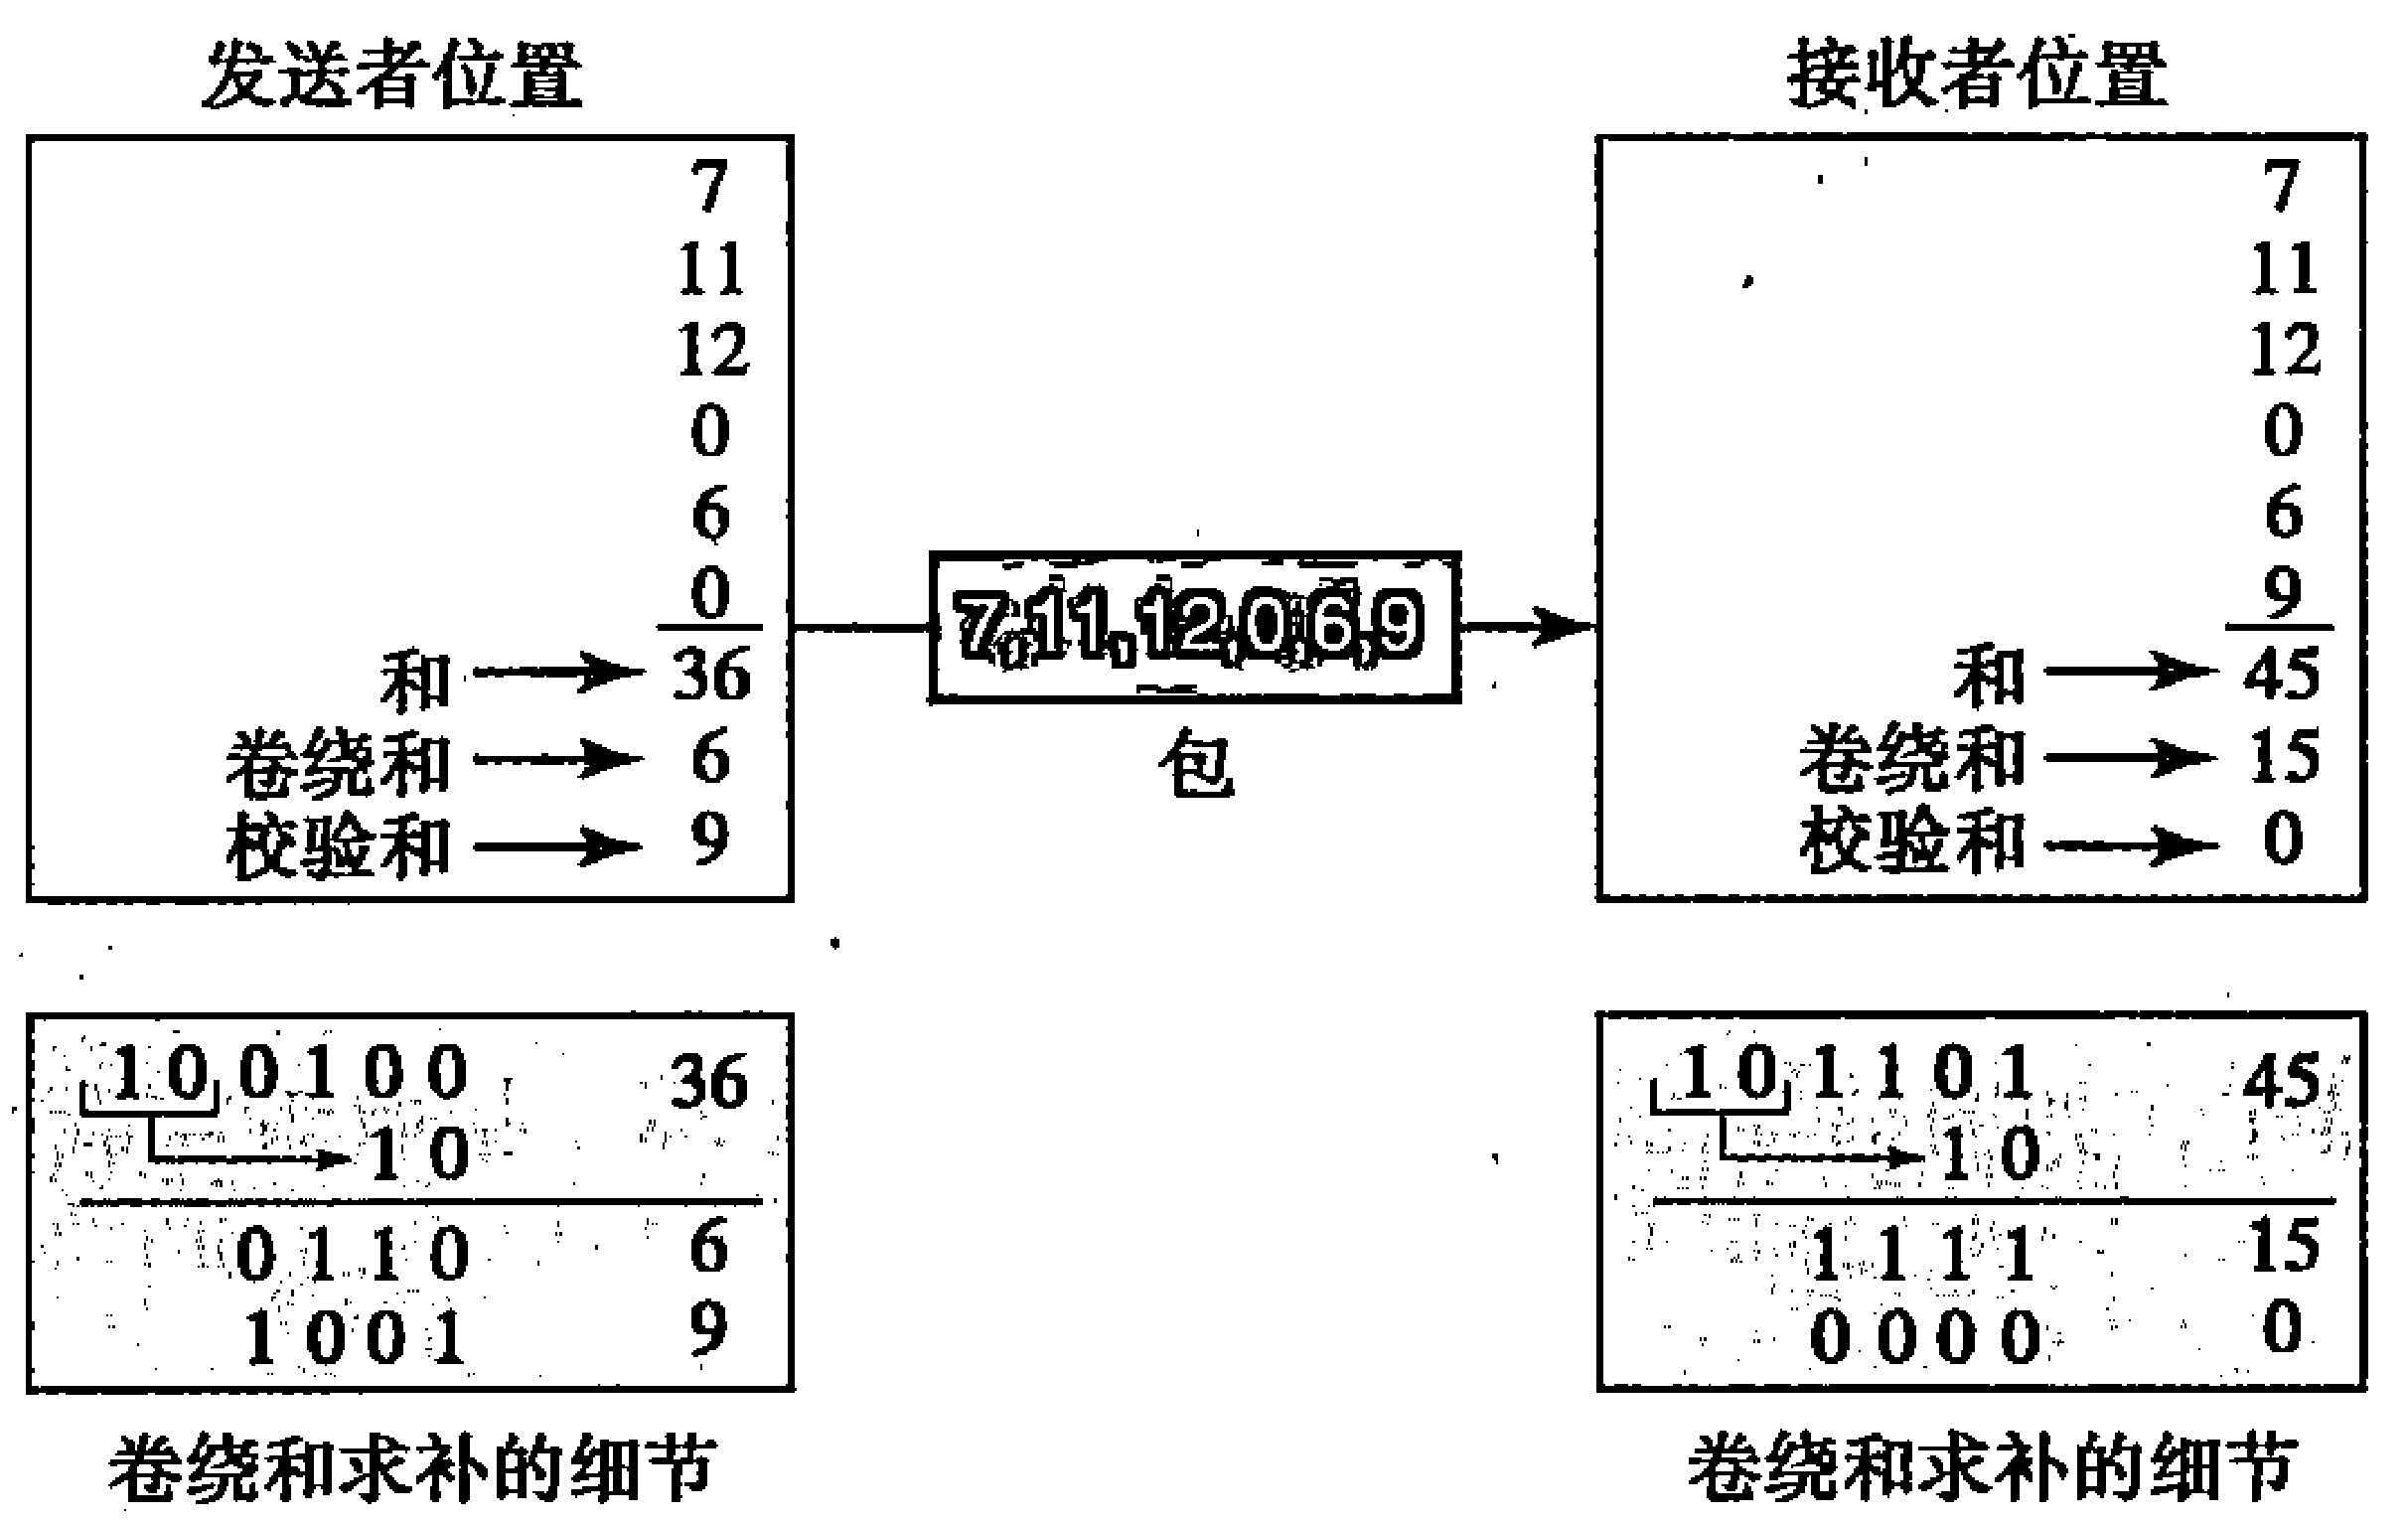 发送者位置
7
11
12
0
6
0
和 36
卷绕和 6
校验和 9
7,11,12,0,6,9
包
接收者位置
7
11
12
0
6
9
和 45
卷绕和 15
校验和 0
1 0 0 1 0 0 36
1 0
0 1 1 0 6
1 0 0 1 9
卷绕和求补的细节
1 0 1 1 0 1 45
1 0
1 1 1 1 15
0 0 0 0 0
卷绕和求补的细节